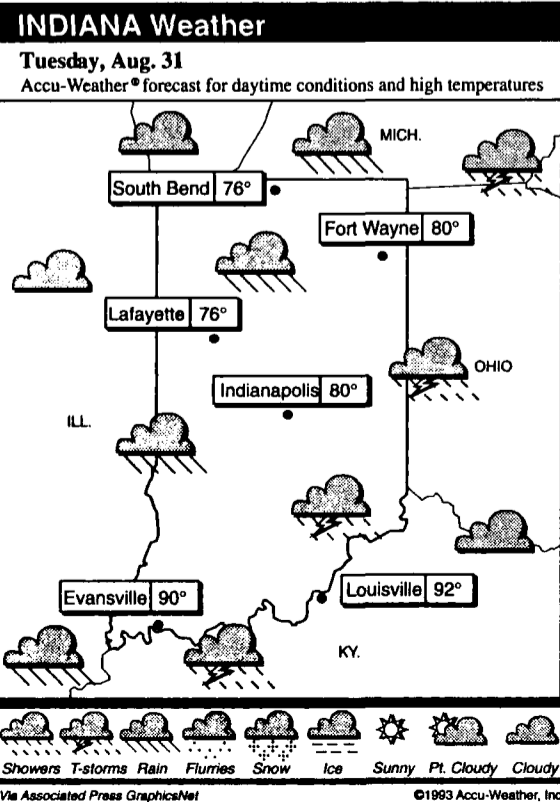 INDIANA Weather
Tuesday, Aug. 31
Accu-Weather® forecast for daytime conditions and high temperatures
MICH.
South Bend 76°
Fort Wayne 80°
Lafayette 76°
OHIO
Indianapolis 80°
ILL.
Evansville 90°
Louisville 92°
KY.
Showers T-storms Rain Flurries Snow Ice Sunny Pt. Cloudy Cloudy
Via Associated Press GraphicsNet ©1993 Accu-Weather, Inc